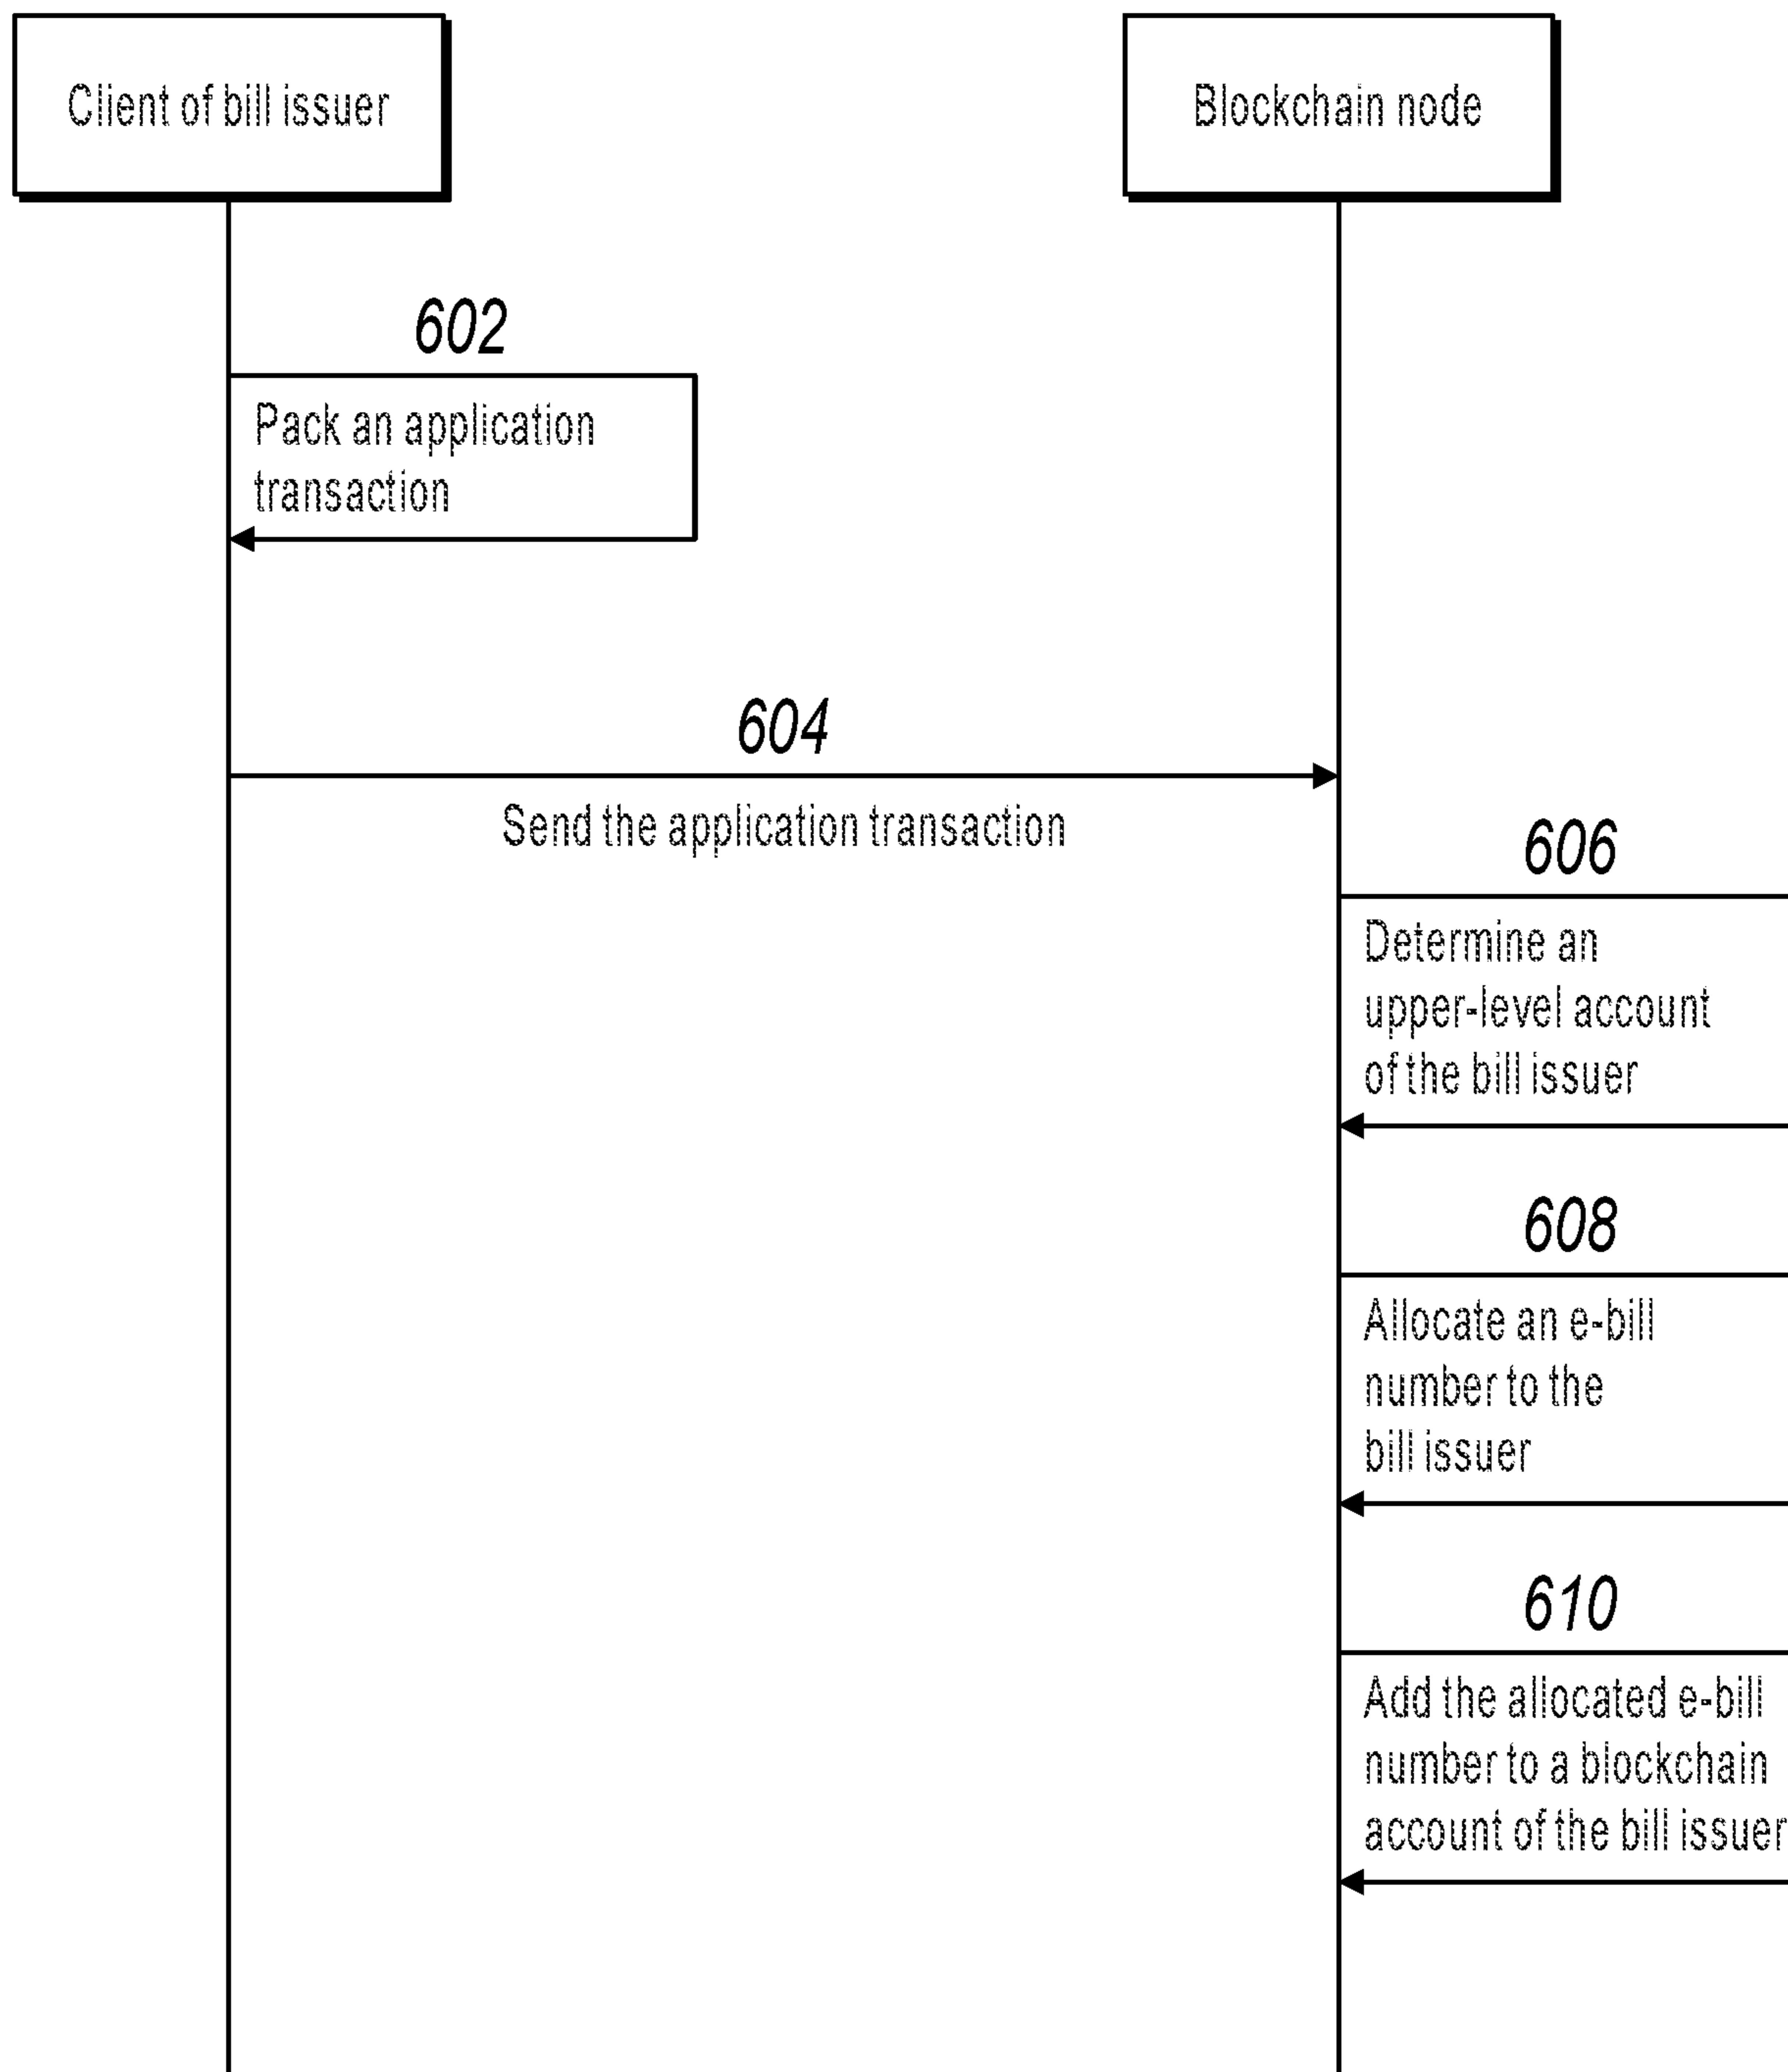 Client of bill issuer
Blockchain node
602
Pack an application
transaction
604
Send the application transaction
606
Determine an
upper-level account
of the bill issuer
608
Allocate an e-bill
number to the
bill issuer
610
Add the allocated e-bill
number to a blockchain
account of the bill issuer